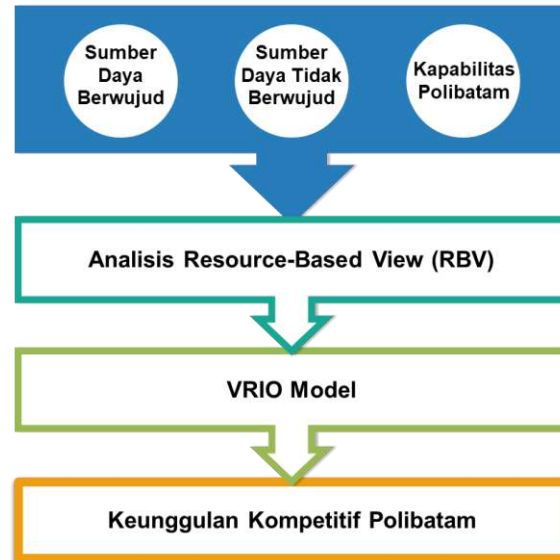 Sumber
Daya
Berwujud
Sumber
Daya Tidak
Berwujud
Kapabilitas
Polibatam
Analisis Resource-Based View (RBV)
VRIO Model
Keunggulan Kompetitif Polibatam